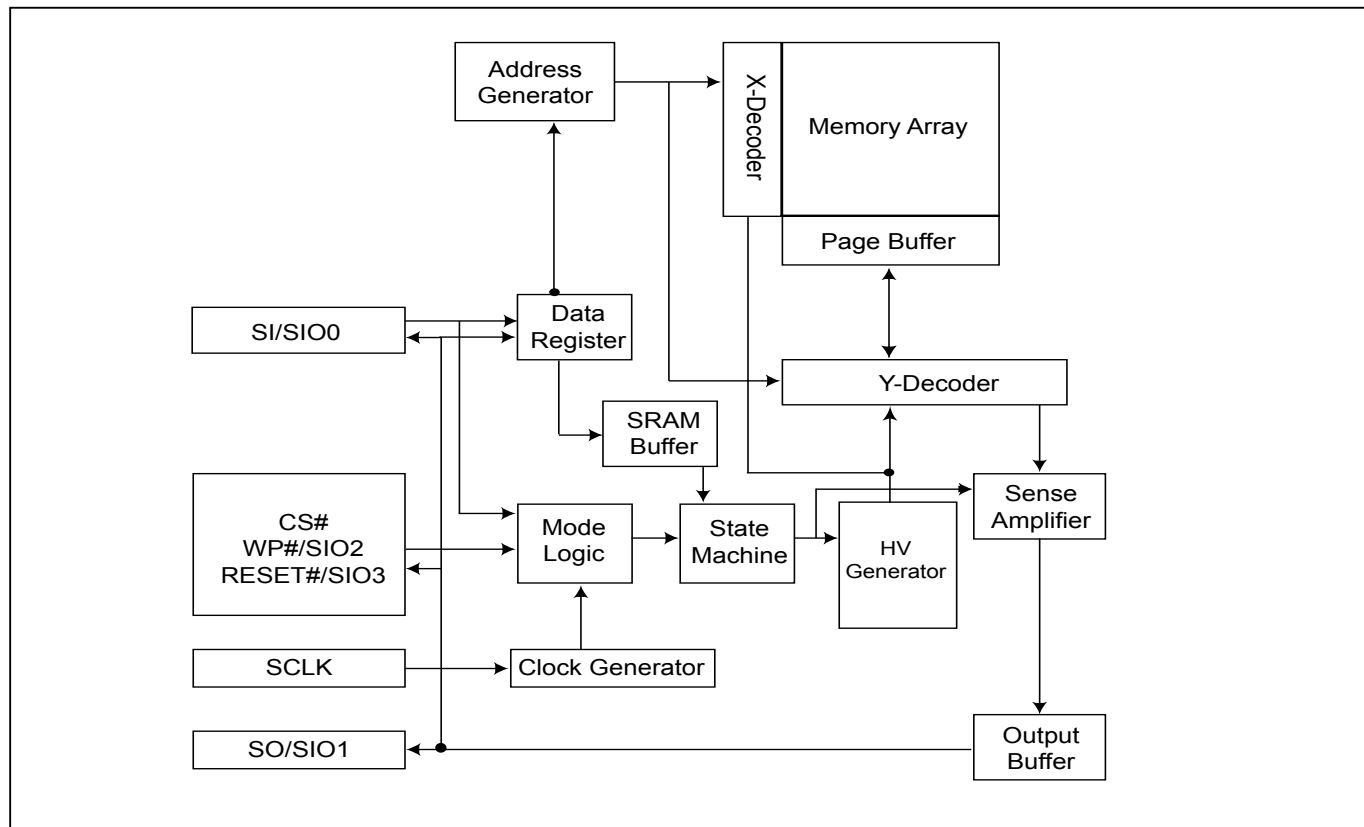 Address
Generator
X-Decoder
Memory Array
Page Buffer
SI/SIO0
Data
Register
Y-Decoder
SRAM
Buffer
CS#
WP#/SIO2
RESET#/SIO3
Mode
Logic
State
Machine
HV
Generator
Sense
Amplifier
SCLK
Clock Generator
SO/SIO1
Output
Buffer